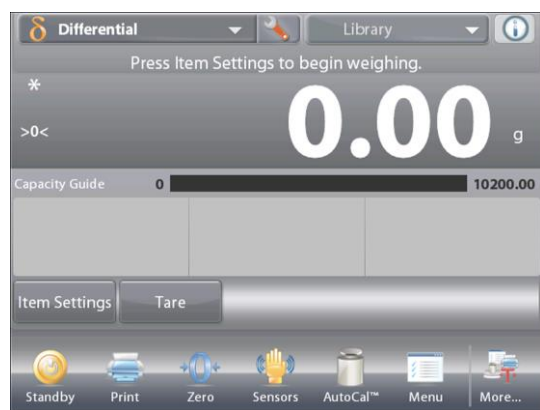 δ Differential Library
Press Item Settings to begin weighing.
*
>0< 0.00 g
Capacity Guide 0 10200.00
Item Settings Tare
→0←
Standby Print Zero Sensors AutoCal™ Menu More...